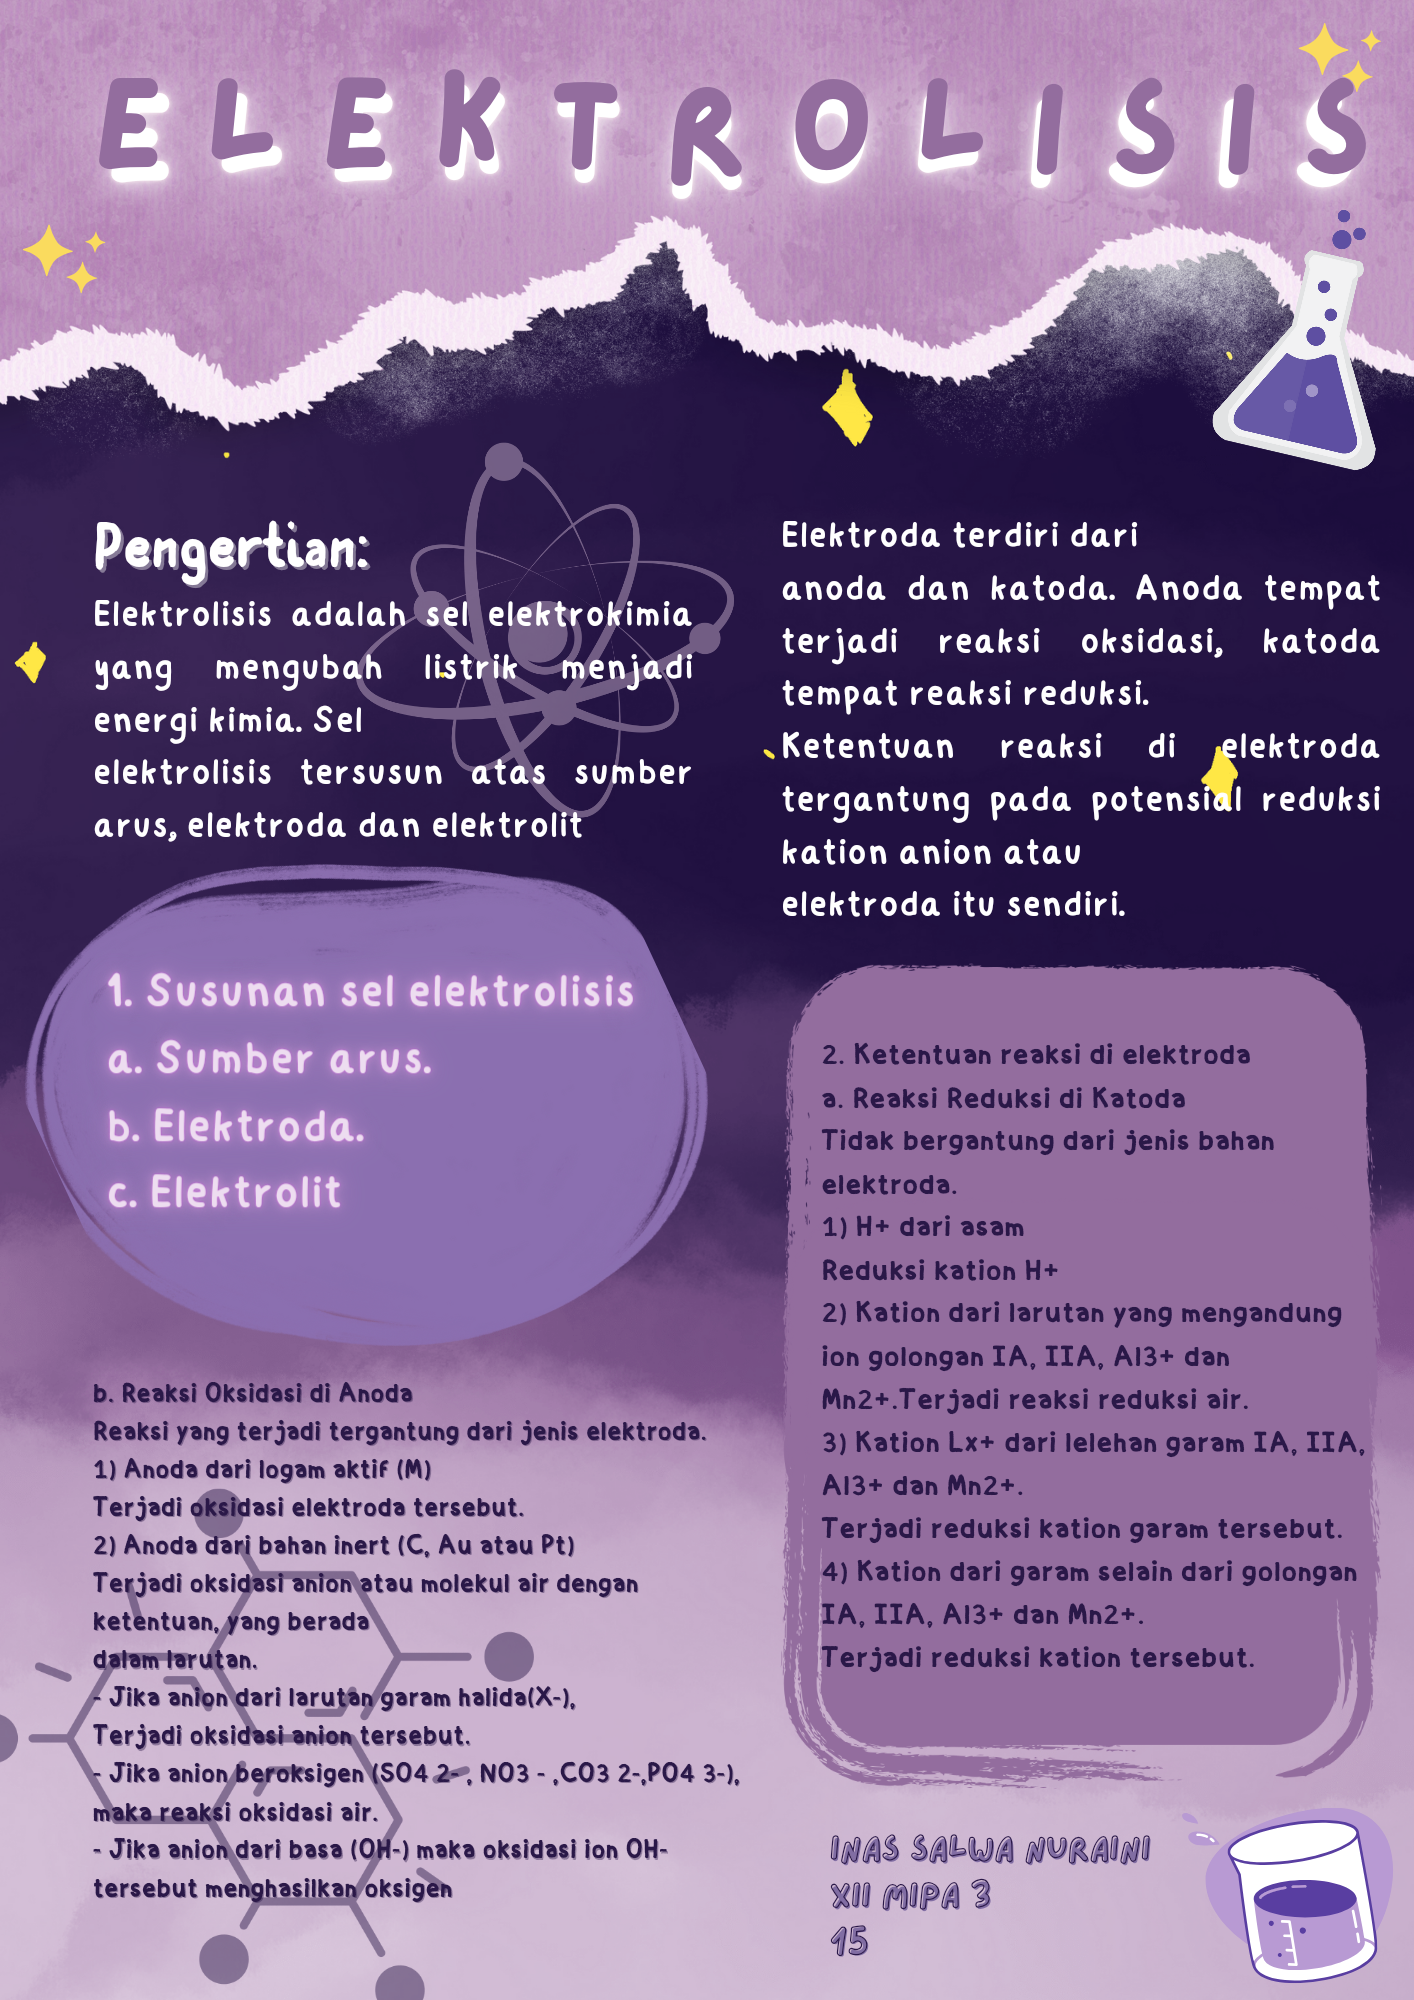 ELEKTROLISIS
Pengertian:
Elektrolisis adalah sel elektrokimia
yang mengubah listrik menjadi
energi kimia. Sel
elektrolisis tersusun atas sumber
arus, elektroda dan elektrolit
Elektroda terdiri dari
anoda dan katoda. Anoda tempat
terjadi reaksi oksidasi, katoda
tempat reaksi reduksi.
Ketentuan reaksi di elektroda
tergantung pada potensial reduksi
kation anion atau
elektroda itu sendiri.
1. Susunan sel elektrolisis
a. Sumber arus.
b. Elektroda.
c. Elektrolit
2. Ketentuan reaksi di elektroda
a. Reaksi Reduksi di Katoda
Tidak bergantung dari jenis bahan
elektroda.
1) H+ dari asam
Reduksi kation H+
2) Kation dari larutan yang mengandung
ion golongan IA, IIA, Al3+ dan
Mn2+.Terjadi reaksi reduksi air.
3) Kation Lx+ dari lelehan garam IA, IIA,
Al3+ dan Mn2+.
Terjadi reduksi kation garam tersebut.
4) Kation dari garam selain dari golongan
IA, IIA, Al3+ dan Mn2+.
Terjadi reduksi kation tersebut.
b. Reaksi Oksidasi di Anoda
Reaksi yang terjadi tergantung dari jenis elektroda.
1) Anoda dari logam aktif (M)
Terjadi oksidasi elektroda tersebut.
2) Anoda dari bahan inert (C, Au atau Pt)
Terjadi oksidasi anion atau molekul air dengan
ketentuan, yang berada
dalam larutan.
- Jika anion dari larutan garam halida(X-),
Terjadi oksidasi anion tersebut.
- Jika anion beroksigen (SO4 2- , NO3 - ,CO3 2-,PO4 3-),
maka reaksi oksidasi air.
- Jika anion dari basa (OH-) maka oksidasi ion OH-
tersebut menghasilkan oksigen
INAS SALWA NURAINI
XII MIPA 3
15